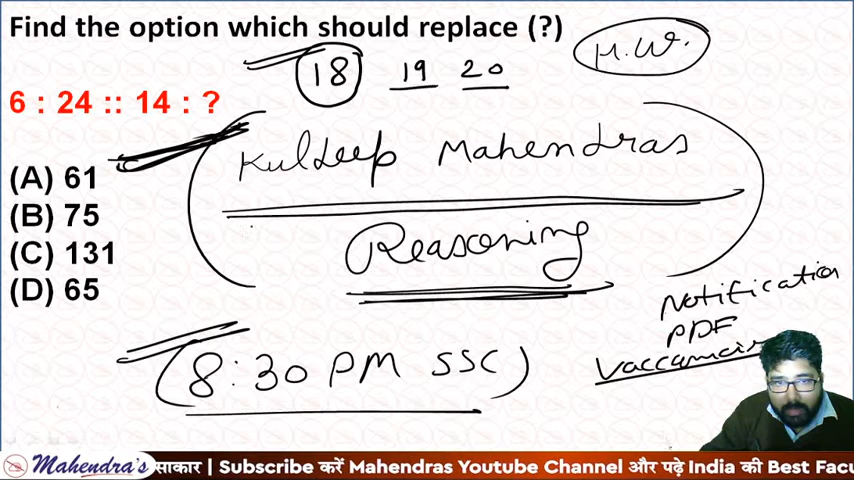 Find the option which should replace (?)
H.W.
18 19 20
6 : 24 :: 14 : ?
Kuldeep Mahendras
(A) 61
(B) 75
Reasoning
(C) 131
(D) 65
Notification
PDF
(8:30 PM SSC)
Mahendra's साकार | Subscribe करें Mahendras Youtube Channel और पढ़े India की Best Facu